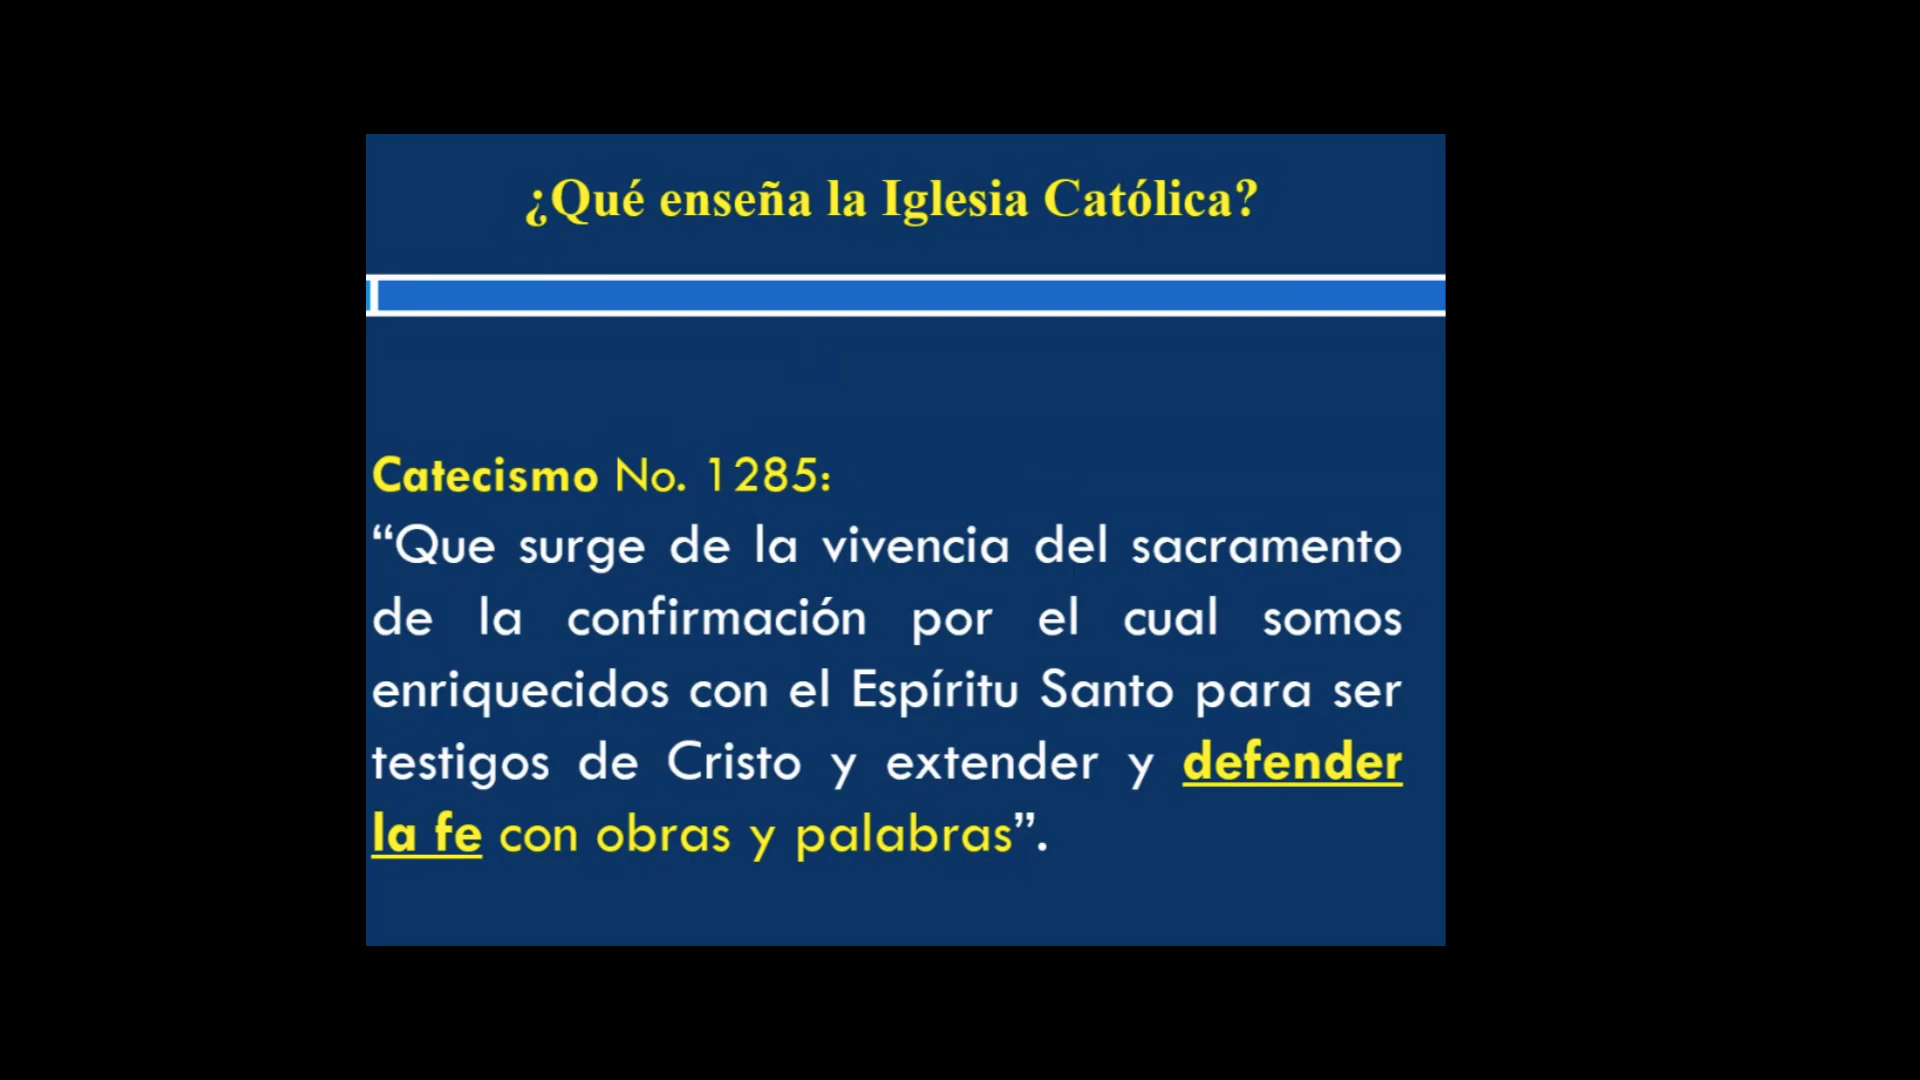 ¿Qué enseña la Iglesia Católica?
Catecismo No. 1285:
“Que surge de la vivencia del sacramento
de la confirmación por el cual somos
enriquecidos con el Espíritu Santo para ser
testigos de Cristo y extender y defender
la fe con obras y palabras”.